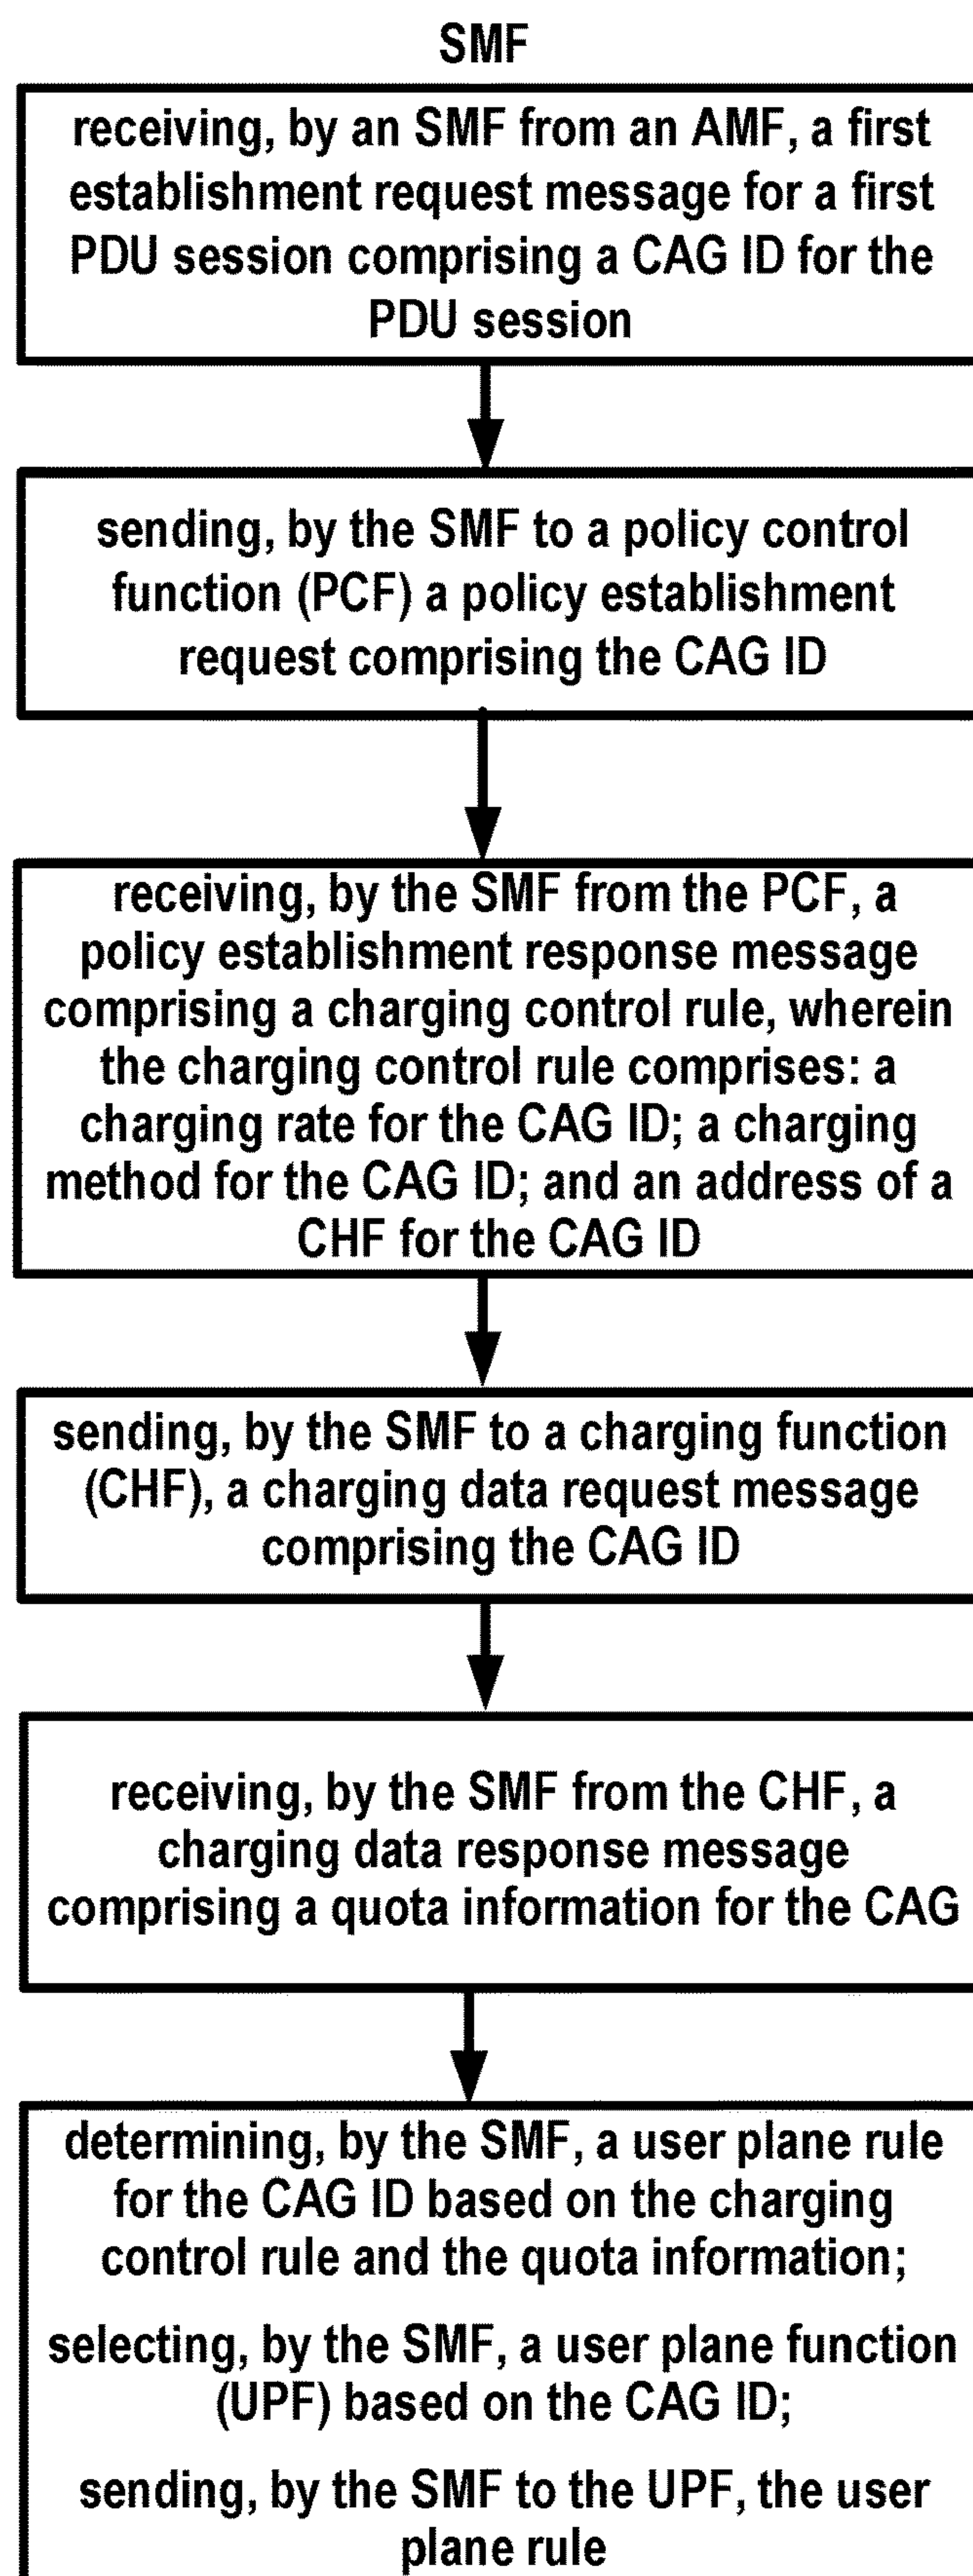 SMF
receiving, by an SMF from an AMF, a first
establishment request message for a first
PDU session comprising a CAG ID for the
PDU session
sending, by the SMF to a policy control
function (PCF) a policy establishment
request comprising the CAG ID
receiving, by the SMF from the PCF, a
policy establishment response message
comprising a charging control rule, wherein
the charging control rule comprises: a
charging rate for the CAG ID; a charging
method for the CAG ID; and an address of a
CHF for the CAG ID
sending, by the SMF to a charging function
(CHF), a charging data request message
comprising the CAG ID
receiving, by the SMF from the CHF, a
charging data response message
comprising a quota information for the CAG
determining, by the SMF, a user plane rule
for the CAG ID based on the charging
control rule and the quota information;
selecting, by the SMF, a user plane function
(UPF) based on the CAG ID;
sending, by the SMF to the UPF, the user
plane rule